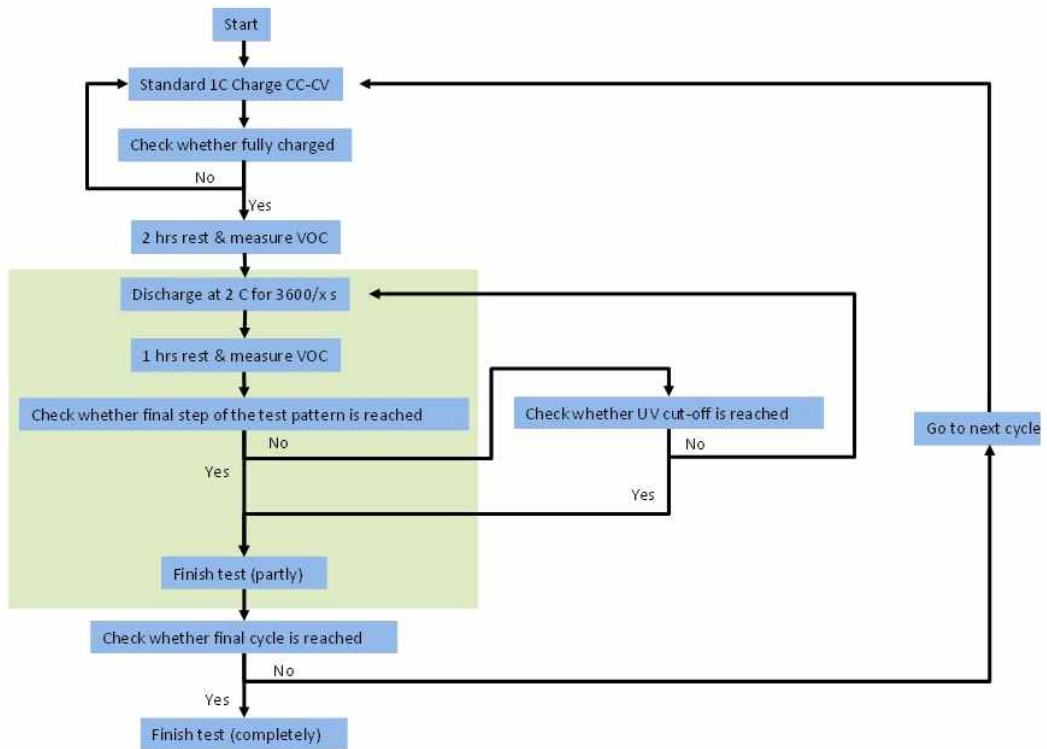 Start
Standard 1C Charge CC-CV
Check whether fully charged
No
Yes
2 hrs rest & measure VOC
Discharge at 2 C for 3600/x s
1 hrs rest & measure VOC
Check whether final step of the test pattern is reached
Check whether UV cut-off is reached
Go to next cycle
No
No
Yes
Yes
Finish test (partly)
Check whether final cycle is reached
No
Yes
Finish test (completely)